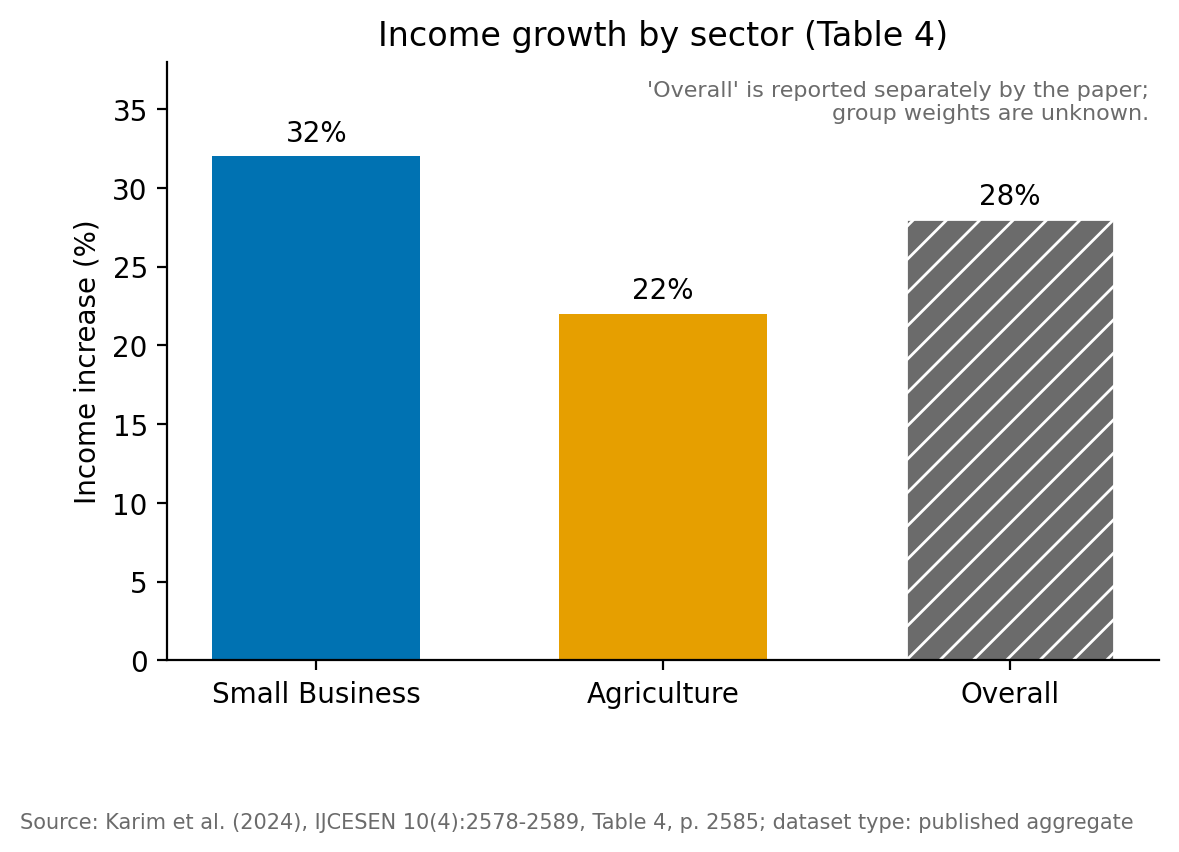 Income growth by sector (Table 4)
'Overall' is reported separately by the paper;
group weights are unknown.
Income increase (%)
35
30
25
20
15
10
5
0
32%
22%
28%
Small Business
Agriculture
Overall
Source: Karim et al. (2024), IJCESEN 10(4):2578-2589, Table 4, p. 2585; dataset type: published aggregate